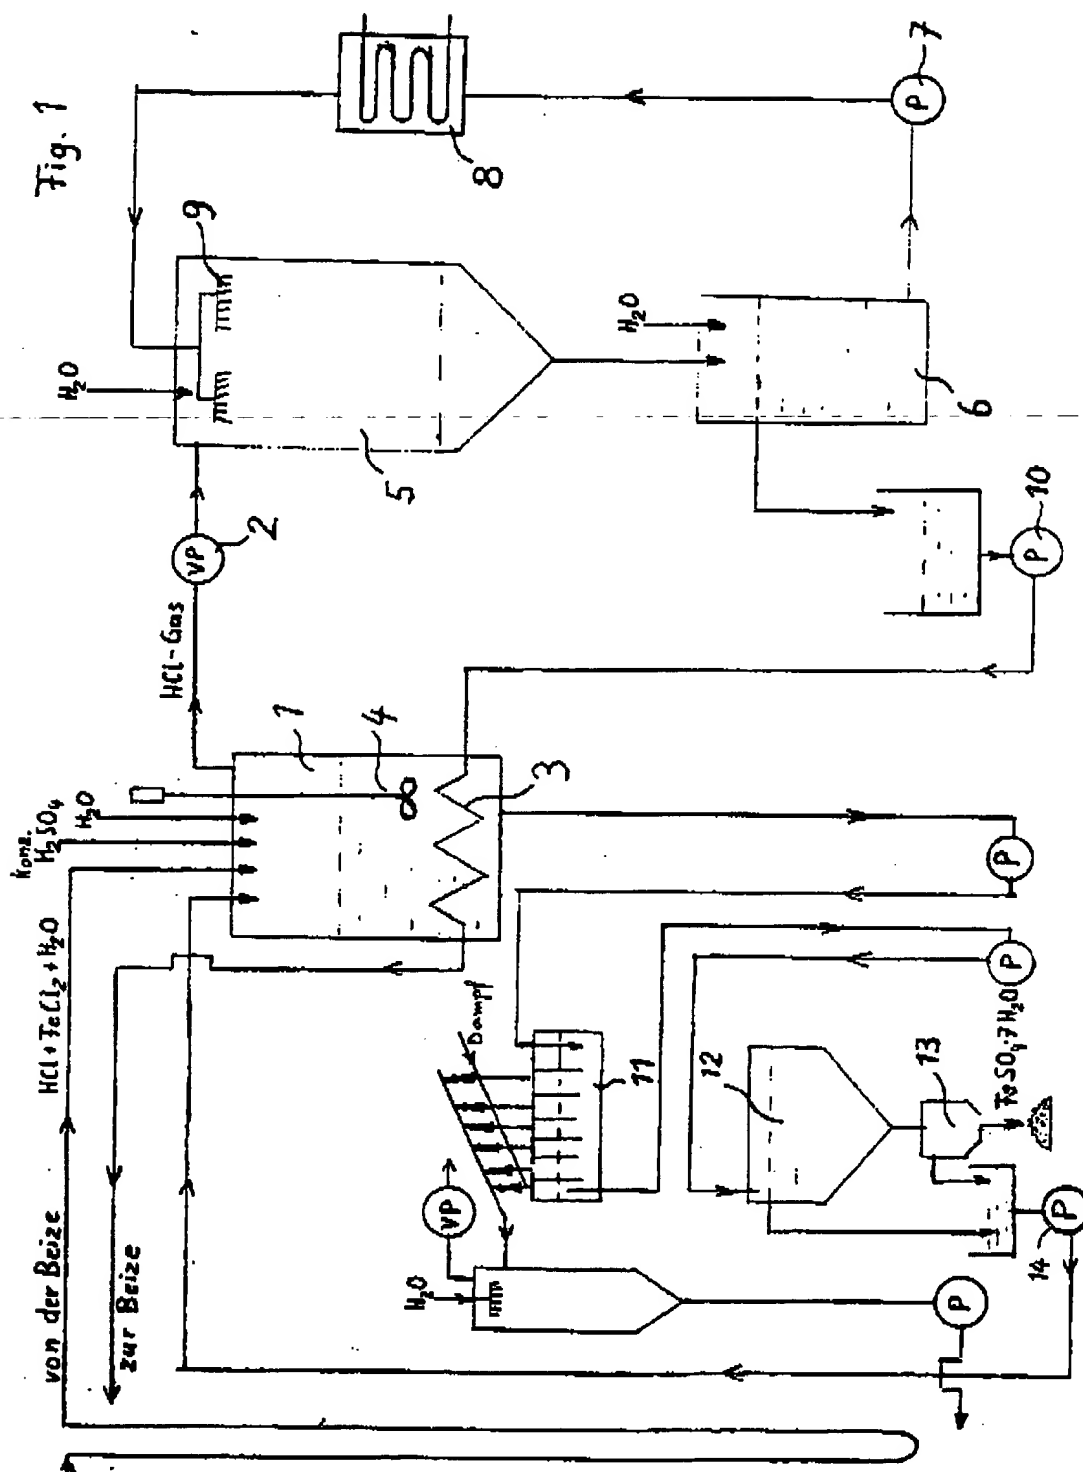 Fig. 1
von der Beize
HCl + FeCl₂ + H₂O
konz.
H₂SO₄
H₂O
zur Beize
HCl-Gas
VP
2
H₂O
9
5
8
7
P
H₂O
6
10
P
1
4
3
P
P
Dampf
11
VP
H₂O
P
12
13
FeSO₄·7H₂O
14
P